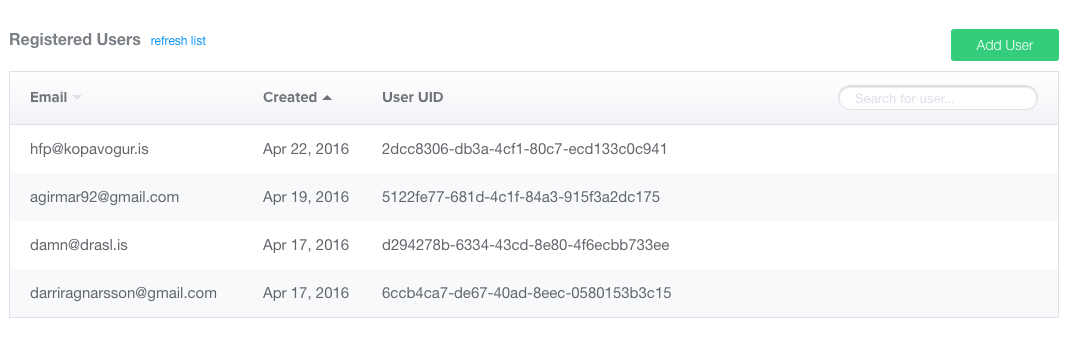 Registered Users refresh list
Add User
Email Created User UID Search for user...
hfp@kopavogur.is Apr 22, 2016 2dcc8306-db3a-4cf1-80c7-ecd133c0c941
agirmar92@gmail.com Apr 19, 2016 5122fe77-681d-4c1f-84a3-915f3a2dc175
damn@drasl.is Apr 17, 2016 d294278b-6334-43cd-8e80-4f6ecbb733ee
darriragnarsson@gmail.com Apr 17, 2016 6ccb4ca7-de67-40ad-8eec-0580153b3c15